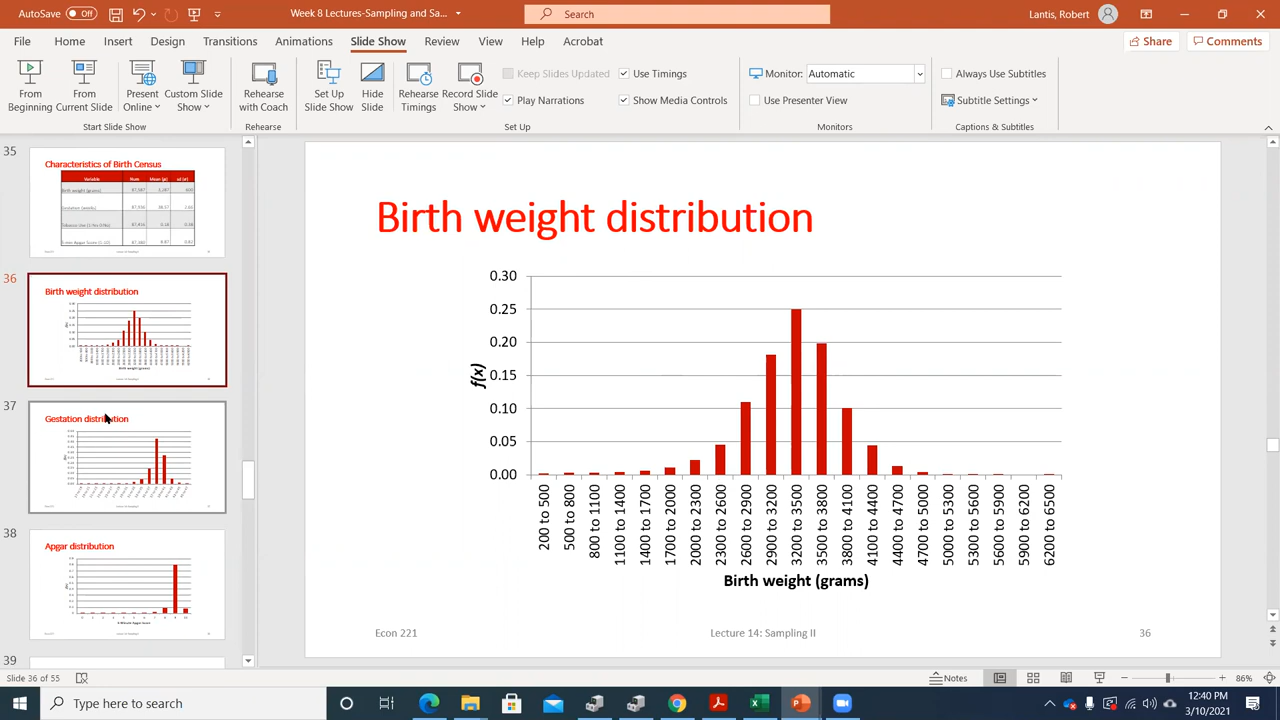 AutoSave Off Week 8 Lectures-Sampling and Sa... Search Lantis, Robert
File Home Insert Design Transitions Animations Slide Show Review View Help Acrobat Share Comments
From Beginning
From Current Slide
Present Online
Custom Slide Show
Start Slide Show
Rehearse with Coach
Rehearse
Set Up Slide Show
Hide Slide
Rehearse Timings
Record Slide Show
Keep Slides Updated
Play Narrations
Use Timings
Show Media Controls
Set Up
Monitor: Automatic
Use Presenter View
Monitors
Always Use Subtitles
Subtitle Settings
Captions & Subtitles
35
Characteristics of Birth Census
36
Birth weight distribution
37
Gestation distribution
38
Apgar distribution
39
Birth weight distribution
0.30
0.25
0.20
0.15
0.10
0.05
0.00
f(x)
200 to 500
500 to 800
800 to 1100
1100 to 1400
1400 to 1700
1700 to 2000
2000 to 2300
2300 to 2600
2600 to 2900
2900 to 3200
3200 to 3500
3500 to 3800
3800 to 4100
4100 to 4400
4400 to 4700
4700 to 5000
5000 to 5300
5300 to 5600
5600 to 5900
5900 to 6200
6200 to 6500
Birth weight (grams)
Econ 221 Lecture 14: Sampling II 36
Slide 36 of 55 Notes 86%
Type here to search
12:40 PM
3/10/2021